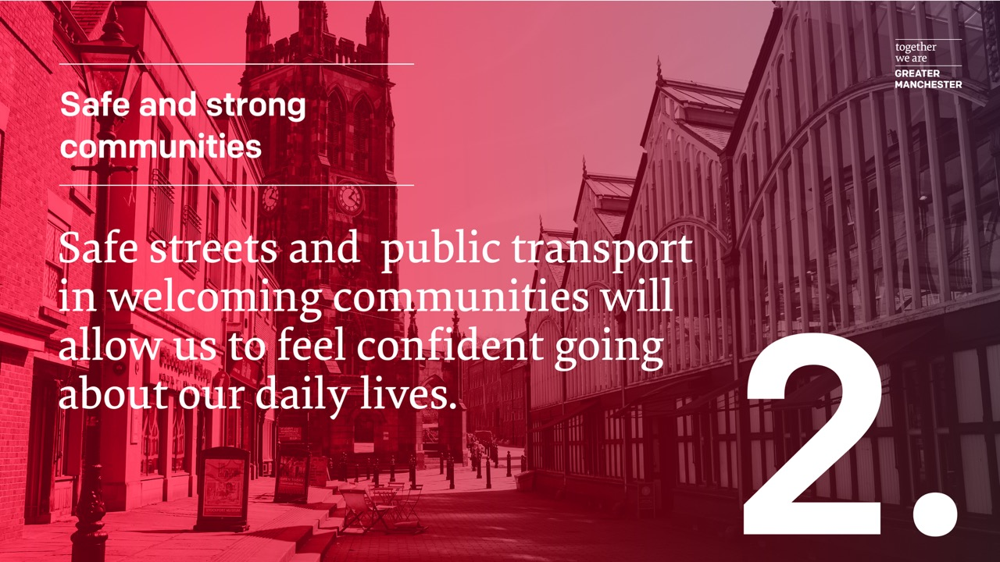 together
we are
GREATER
MANCHESTER
Safe and strong
communities
Safe streets and  public transport
in welcoming communities will
allow us to feel confident going
about our daily lives.
2.